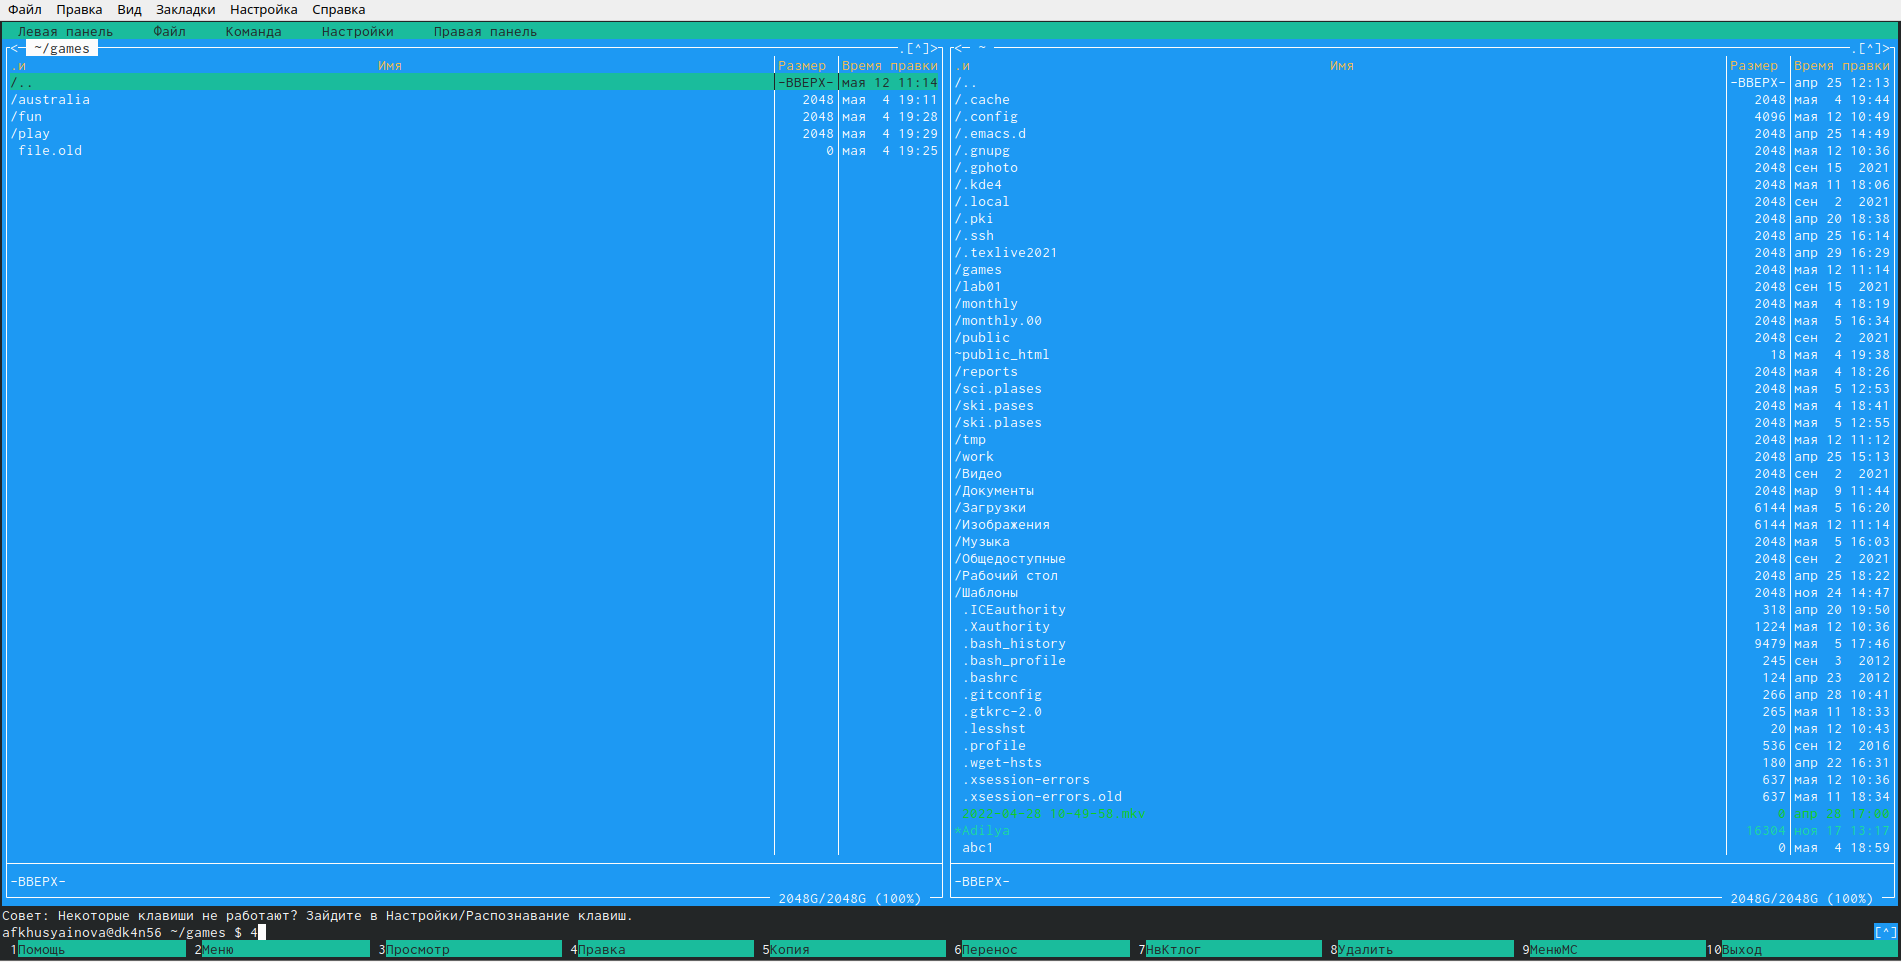 Файл Правка Вид Закладки Настройка Справка
Левая панель Файл Команда Настройки Правая панель
<─ ~/games .[^]>
.и Имя Размер Время правки
/.. -ВВЕРХ- мая 12 11:14
/australia 2048 мая 4 19:11
/fun 2048 мая 4 19:28
/play 2048 мая 4 19:29
file.old 0 мая 4 19:25
-ВВЕРХ-
2048G/2048G (100%)
<─ ~ .[^]>
.и Имя Размер Время правки
/.. -ВВЕРХ- апр 25 12:13
/.cache 2048 мая 4 19:44
/.config 4096 мая 12 10:49
/.emacs.d 2048 апр 25 14:49
/.gnupg 2048 мая 12 10:36
/.gphoto 2048 сен 15 2021
/.kde4 2048 мая 11 18:06
/.local 2048 сен 2 2021
/.pki 2048 апр 20 18:38
/.ssh 2048 апр 25 16:14
/.texlive2021 2048 апр 29 16:29
/games 2048 мая 12 11:14
/lab01 2048 сен 15 2021
/monthly 2048 мая 4 18:19
/monthly.00 2048 мая 5 16:34
/public 2048 сен 2 2021
~public_html 18 мая 4 19:38
/reports 2048 мая 4 18:26
/sci.plases 2048 мая 5 12:53
/ski.pases 2048 мая 4 18:41
/ski.plases 2048 мая 5 12:55
/tmp 2048 мая 12 11:12
/work 2048 апр 25 15:13
/Видео 2048 сен 2 2021
/Документы 2048 мар 9 11:44
/Загрузки 6144 мая 5 16:20
/Изображения 6144 мая 12 11:14
/Музыка 2048 мая 5 16:03
/Общедоступные 2048 сен 2 2021
/Рабочий стол 2048 апр 25 18:22
/Шаблоны 2048 ноя 24 14:47
.ICEauthority 318 апр 20 19:50
.Xauthority 1224 мая 12 10:36
.bash_history 9479 мая 5 17:46
.bash_profile 245 сен 3 2012
.bashrc 124 апр 23 2012
.gitconfig 266 апр 28 10:41
.gtkrc-2.0 265 мая 11 18:33
.lesshst 20 мая 12 10:43
.profile 536 сен 12 2016
.wget-hsts 180 апр 22 16:31
.xsession-errors 637 мая 12 10:36
.xsession-errors.old 637 мая 11 18:34
*Adilya 16304 ноя 17 13:17
abc1 0 мая 4 18:59
-ВВЕРХ-
2048G/2048G (100%)
Совет: Некоторые клавиши не работают? Зайдите в Настройки/Распознавание клавиш.
afkhusyainova@dk4n56 ~/games $ 4 [^]
1Помощь 2Меню 3Просмотр 4Правка 5Копия 6Перенос 7НвКтлог 8Удалить 9МенюMC 10Выход